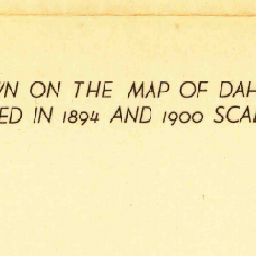 WN ON THE MAP OF DAH
ED IN 1894 AND 1900 SCAL